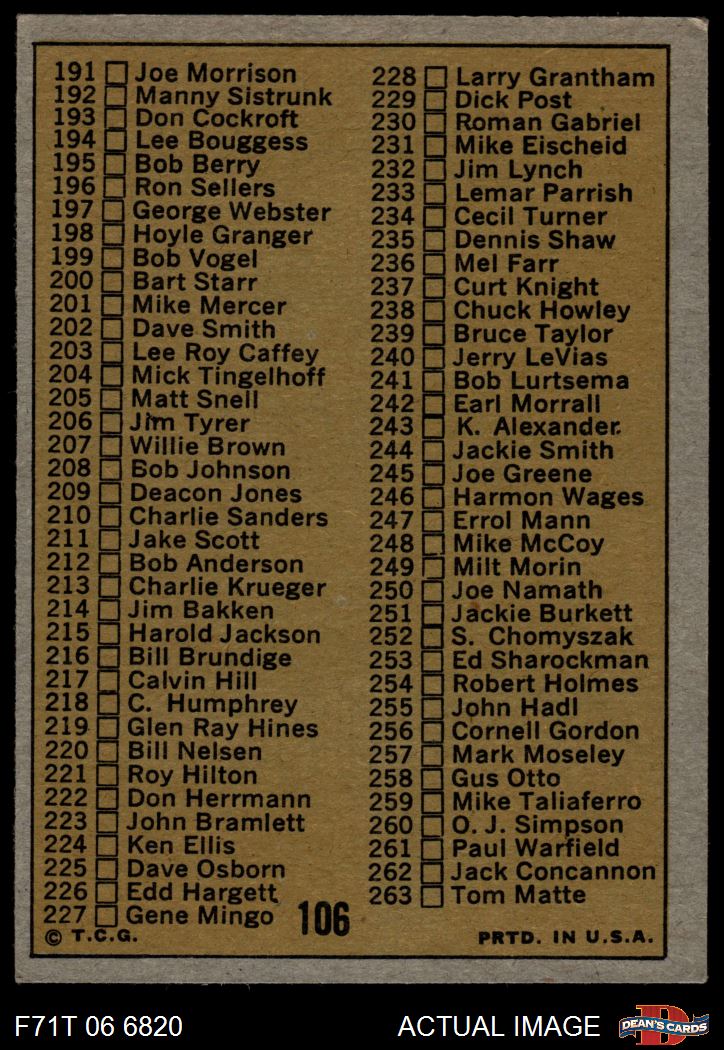 191 Joe Morrison
192 Manny Sistrunk
193 Don Cockroft
194 Lee Bouggess
195 Bob Berry
196 Ron Sellers
197 George Webster
198 Hoyle Granger
199 Bob Vogel
200 Bart Starr
201 Mike Mercer
202 Dave Smith
203 Lee Roy Caffey
204 Mick Tingelhoff
205 Matt Snell
206 Jim Tyrer
207 Willie Brown
208 Bob Johnson
209 Deacon Jones
210 Charlie Sanders
211 Jake Scott
212 Bob Anderson
213 Charlie Krueger
214 Jim Bakken
215 Harold Jackson
216 Bill Brundige
217 Calvin Hill
218 C. Humphrey
219 Glen Ray Hines
220 Bill Nelsen
221 Roy Hilton
222 Don Herrmann
223 John Bramlett
224 Ken Ellis
225 Dave Osborn
226 Edd Hargett
227 Gene Mingo
228 Larry Grantham
229 Dick Post
230 Roman Gabriel
231 Mike Eischeid
232 Jim Lynch
233 Lemar Parrish
234 Cecil Turner
235 Dennis Shaw
236 Mel Farr
237 Curt Knight
238 Chuck Howley
239 Bruce Taylor
240 Jerry LeVias
241 Bob Lurtsema
242 Earl Morrall
243 K. Alexander
244 Jackie Smith
245 Joe Greene
246 Harmon Wages
247 Errol Mann
248 Mike McCoy
249 Milt Morin
250 Joe Namath
251 Jackie Burkett
252 S. Chomyszak
253 Ed Sharockman
254 Robert Holmes
255 John Hadl
256 Cornell Gordon
257 Mark Moseley
258 Gus Otto
259 Mike Taliaferro
260 O. J. Simpson
261 Paul Warfield
262 Jack Concannon
263 Tom Matte
106
© T.C.G.
PRTD. IN U.S.A.
F71T 06 6820
ACTUAL IMAGE
D
DEAN'S CARDS